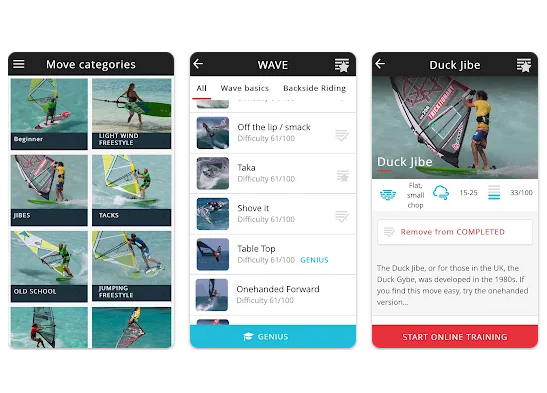 Move categories
Beginner
LIGHT WIND
FREESTYLE
JIBES
TACKS
OLD SCHOOL
JUMPING
FREESTYLE
WAVE
All
Wave basics
Backside Riding
Difficulty 61/100
Off the lip / smack
Difficulty 61/100
Taka
Difficulty 61/100
Shove it
Difficulty 61/100
Table Top
Difficulty 61/100 GENIUS
Onehanded Forward
Difficulty 61/100
GENIUS
Duck Jibe
Duck Jibe
Flat,
small
chop
15-25
33/100
Remove from COMPLETED
The Duck Jibe, or for those in the UK, the
Duck Gybe, was developed in the 1980s. If
you find this move easy, try the onehanded
version...
START ONLINE TRAINING